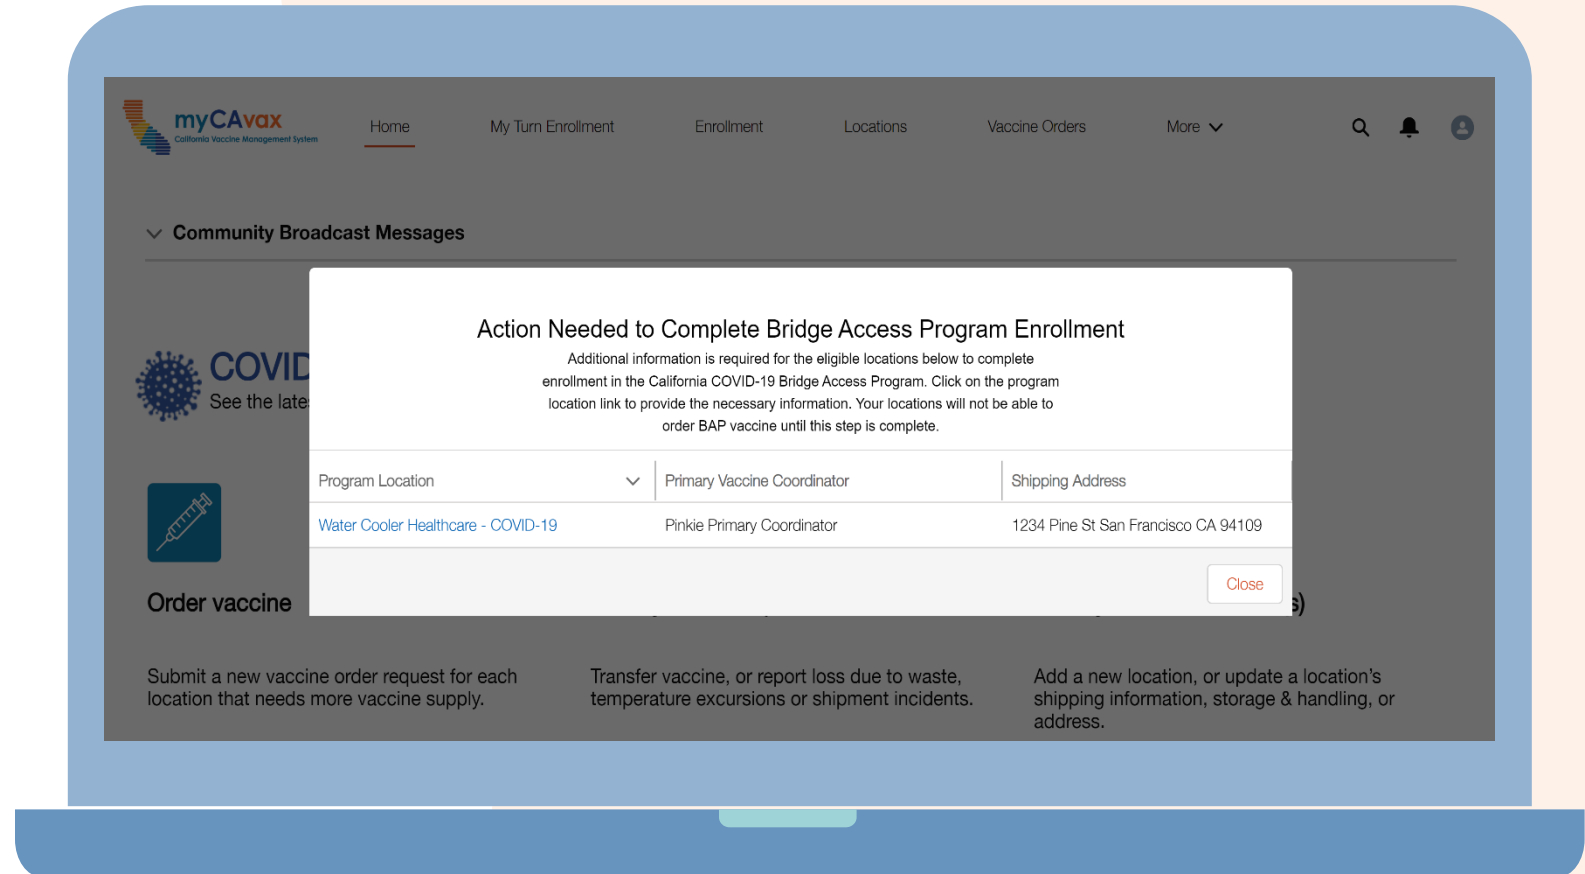 myCAvax
California Vaccine Management System
Home
My Turn Enrollment
Enrollment
Locations
Vaccine Orders
More
Community Broadcast Messages
COVID
See the late
Action Needed to Complete Bridge Access Program Enrollment
Additional information is required for the eligible locations below to complete
enrollment in the California COVID-19 Bridge Access Program. Click on the program
location link to provide the necessary information. Your locations will not be able to
order BAP vaccine until this step is complete.
Program Location
Primary Vaccine Coordinator
Shipping Address
Water Cooler Healthcare - COVID-19
Pinkie Primary Coordinator
1234 Pine St San Francisco CA 94109
Close
Order vaccine
s)
Submit a new vaccine order request for each
location that needs more vaccine supply.
Transfer vaccine, or report loss due to waste,
temperature excursions or shipment incidents.
Add a new location, or update a location's
shipping information, storage & handling, or
address.